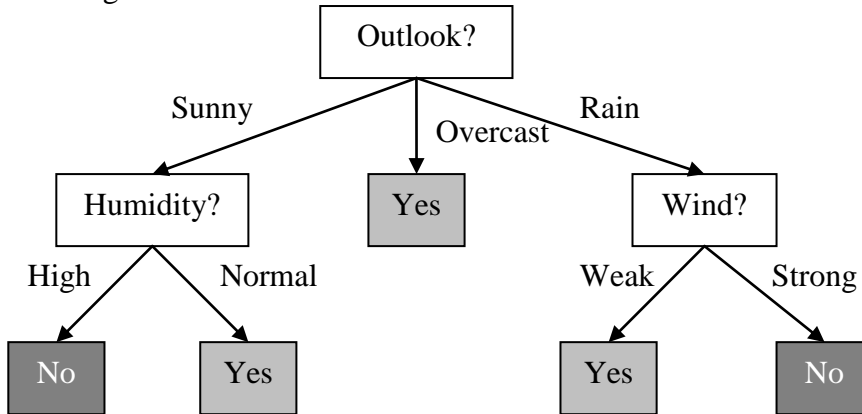 Outlook?
Sunny
Overcast
Rain
Humidity?
Yes
Wind?
High
Normal
Weak
Strong
No
Yes
Yes
No